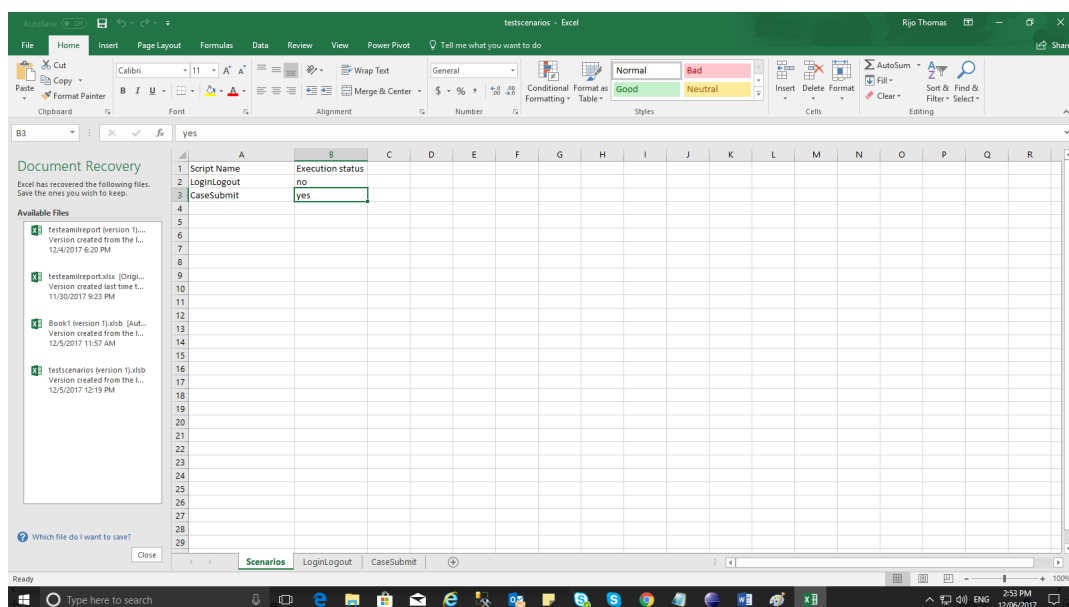 AutoSave Off
testscenarios - Excel
Rijo Thomas
File Home Insert Page Layout Formulas Data Review View Power Pivot Tell me what you want to do
Share
Paste
Cut
Copy
Format Painter
Clipboard
Calibri 11
B I U
Font
Wrap Text
Merge & Center
Alignment
General
$ % ,
Number
Conditional Formatting
Format as Table
Normal Bad
Good Neutral
Styles
Insert Delete Format
Cells
AutoSum
Fill
Clear
Sort & Filter
Find & Select
Editing
B3
fx yes
Document Recovery
Excel has recovered the following files.
Save the ones you wish to keep.
Available Files
testeamilreport (version 1)....
Version created from the l...
12/4/2017 6:20 PM
testeamilreport.xlsx [Origi...
Version created last time t...
11/30/2017 9:23 PM
Book1 (version 1).xlsb [Aut...
Version created from the l...
12/5/2017 11:57 AM
testscenarios (version 1).xlsb
Version created from the l...
12/5/2017 12:19 PM
Which file do I want to save?
Close
A B C D E F G H I J K L M N O P Q R
1 Script Name Execution status
2 LoginLogout no
3 CaseSubmit yes
4
5
6
7
8
9
10
11
12
13
14
15
16
17
18
19
20
21
22
23
24
25
26
27
28
29
Scenarios LoginLogout CaseSubmit
Ready
100%
Type here to search
ENG
2:53 PM
12/06/2017